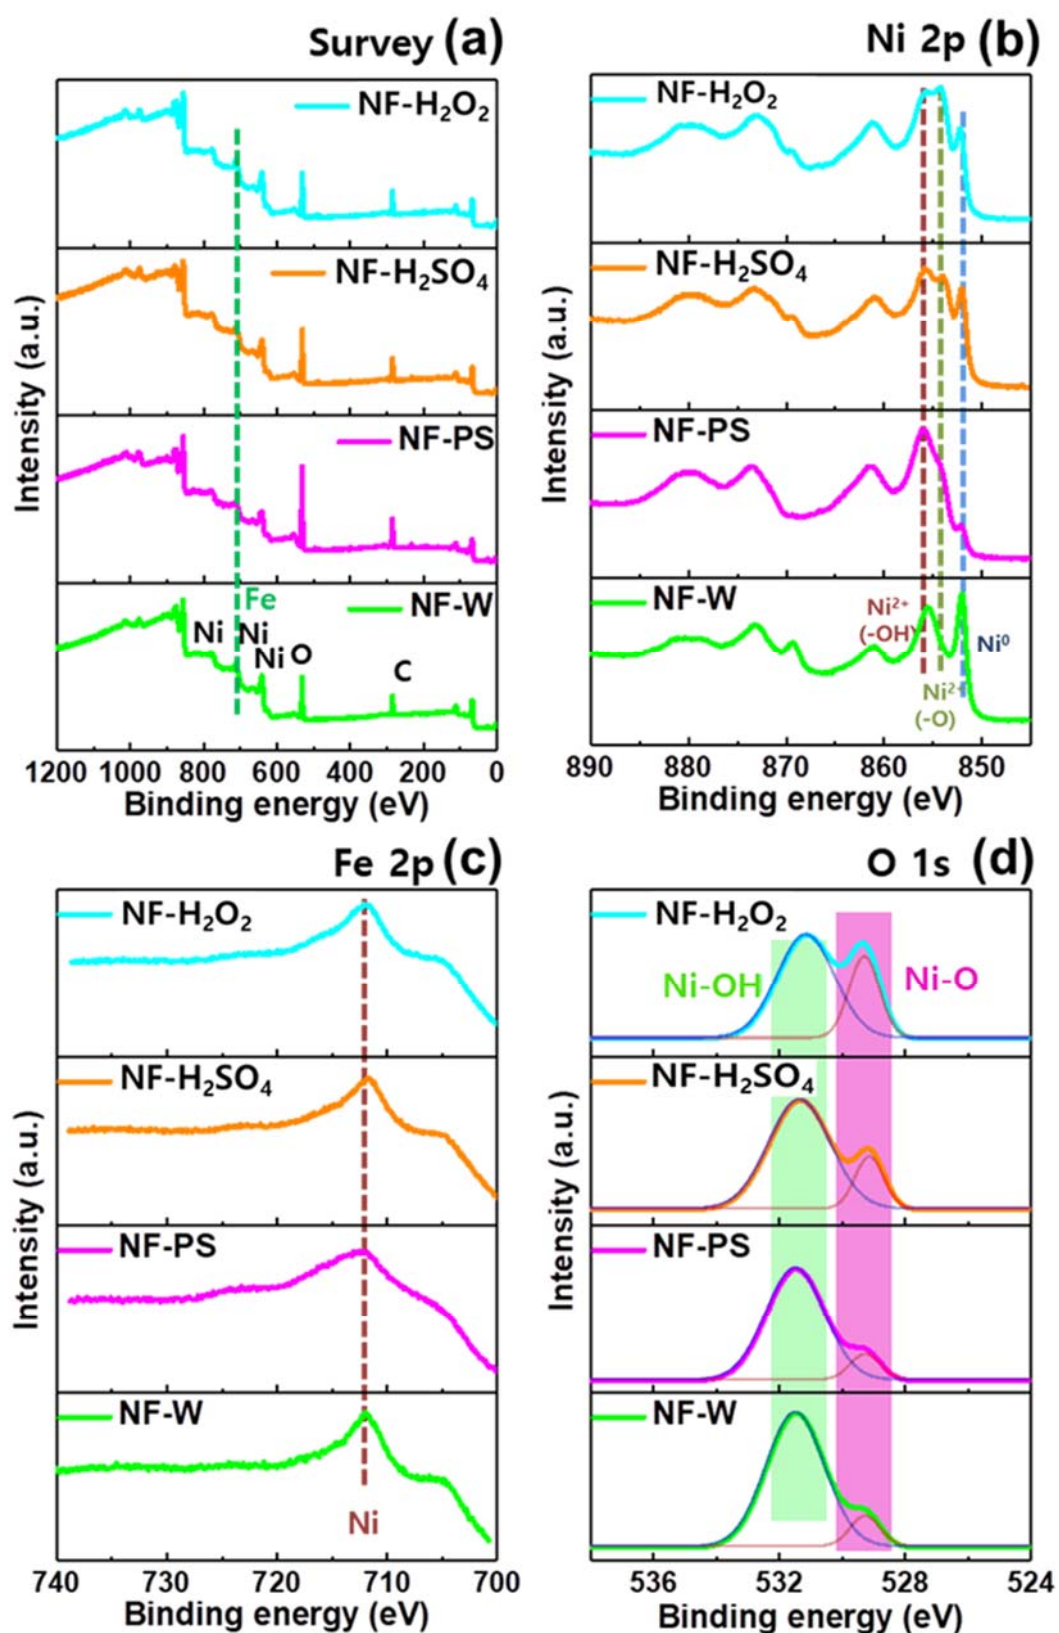 Survey (a)
NF-H₂O₂
NF-H₂SO₄
NF-PS
NF-W
Fe
Ni Ni
Ni O
C
Intensity (a.u.)
Intensity (a.u.)
1200 1000 800 600 400 200 0
Binding energy (eV)
Ni 2p (b)
NF-H₂O₂
NF-H₂SO₄
NF-PS
NF-W
Ni²⁺
(-OH)
Ni⁰
Ni²⁺
(-O)
Intensity (a.u.)
Intensity (a.u.)
890 880 870 860 850
Binding energy (eV)
Fe 2p (c)
NF-H₂O₂
NF-H₂SO₄
NF-PS
NF-W
Ni
Intensity (a.u.)
740 730 720 710 700
Binding energy (eV)
O 1s (d)
NF-H₂O₂
Ni-OH
Ni-O
NF-H₂SO₄
NF-PS
NF-W
Intensity (a.u.)
536 532 528 524
Binding energy (eV)